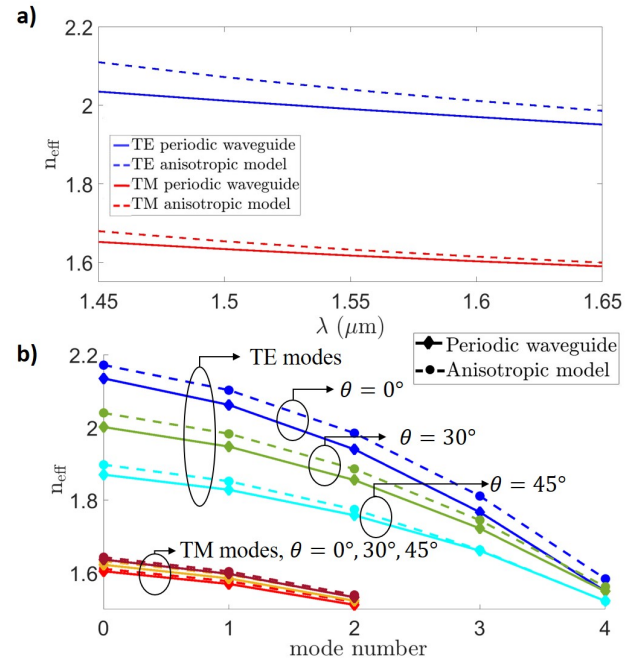 a)
2.2
2
1.8
1.6
n_eff
TE periodic waveguide
TE anisotropic model
TM periodic waveguide
TM anisotropic model
1.45 1.5 1.55 1.6 1.65
λ (μm)
b)
2.2
2
1.8
1.6
n_eff
TE modes
Periodic waveguide
Anisotropic model
θ = 0°
θ = 30°
θ = 45°
TM modes, θ = 0°, 30°, 45°
0 1 2 3 4
mode number